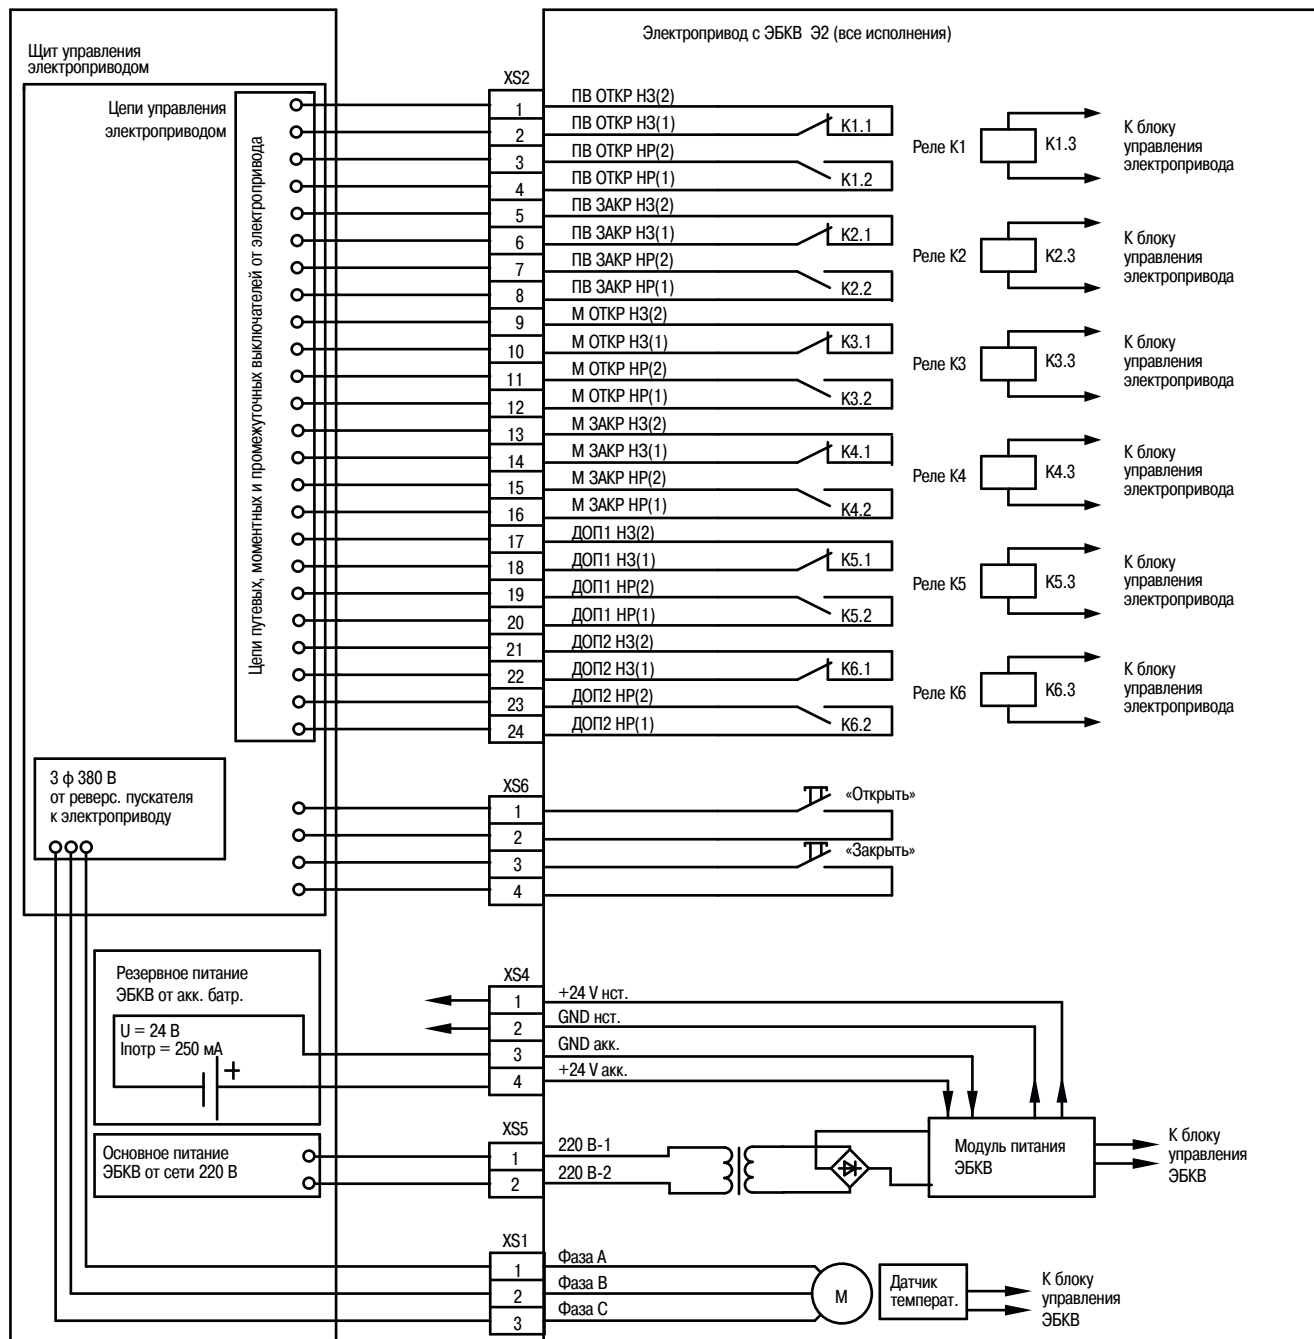 Электропривод с ЭБКВ Э2 (все исполнения)
Щит управления
электроприводом
Цепи управления
электроприводом
Цепи путевых, моментных и промежуточных выключателей от электропривода
XS2
1 ПВ ОТКР НЗ(2)
2 ПВ ОТКР НЗ(1) K1.1
3 ПВ ОТКР НР(2)
4 ПВ ОТКР НР(1) K1.2
5 ПВ ЗАКР НЗ(2)
6 ПВ ЗАКР НЗ(1) K2.1
7 ПВ ЗАКР НР(2)
8 ПВ ЗАКР НР(1) K2.2
9 М ОТКР НЗ(2)
10 М ОТКР НЗ(1) K3.1
11 М ОТКР НР(2)
12 М ОТКР НР(1) K3.2
13 М ЗАКР НЗ(2)
14 М ЗАКР НЗ(1) K4.1
15 М ЗАКР НР(2)
16 М ЗАКР НР(1) K4.2
17 ДОП1 НЗ(2)
18 ДОП1 НЗ(1) K5.1
19 ДОП1 НР(2)
20 ДОП1 НР(1) K5.2
21 ДОП2 НЗ(2)
22 ДОП2 НЗ(1) K6.1
23 ДОП2 НР(2)
24 ДОП2 НР(1) K6.2
Реле К1 K1.3
К блоку
управления
электропривода
Реле К2 K2.3
К блоку
управления
электропривода
Реле К3 K3.3
К блоку
управления
электропривода
Реле К4 K4.3
К блоку
управления
электропривода
Реле К5 K5.3
К блоку
управления
электропривода
Реле К6 K6.3
К блоку
управления
электропривода
3 ф 380 В
от реверс. пускателя
к электроприводу
XS6
1 «Открыть»
2
3 «Закрыть»
4
Резервное питание
ЭБКВ от акк. батр.
U = 24 В
Iпотр = 250 мА
+
XS4
1 +24 V нст.
2 GND нст.
3 GND акк.
4 +24 V акк.
Основное питание
ЭБКВ от сети 220 В
XS5
1 220 В-1
2 220 В-2
Модуль питания
ЭБКВ
К блоку
управления
ЭБКВ
XS1
1 Фаза А
2 Фаза В
3 Фаза С
М
Датчик
температ.
К блоку
управления
ЭБКВ